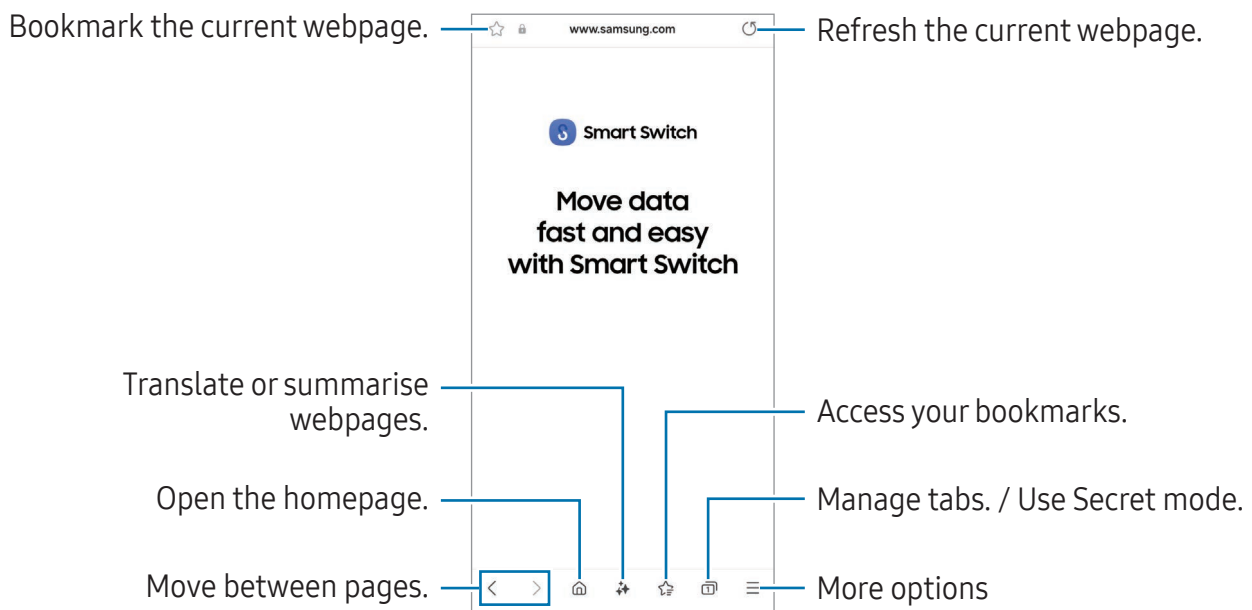 Bookmark the current webpage.
www.samsung.com
Refresh the current webpage.
Smart Switch
Move data
fast and easy
with Smart Switch
Translate or summarise
webpages.
Access your bookmarks.
Open the homepage.
Manage tabs. / Use Secret mode.
Move between pages.
1
More options